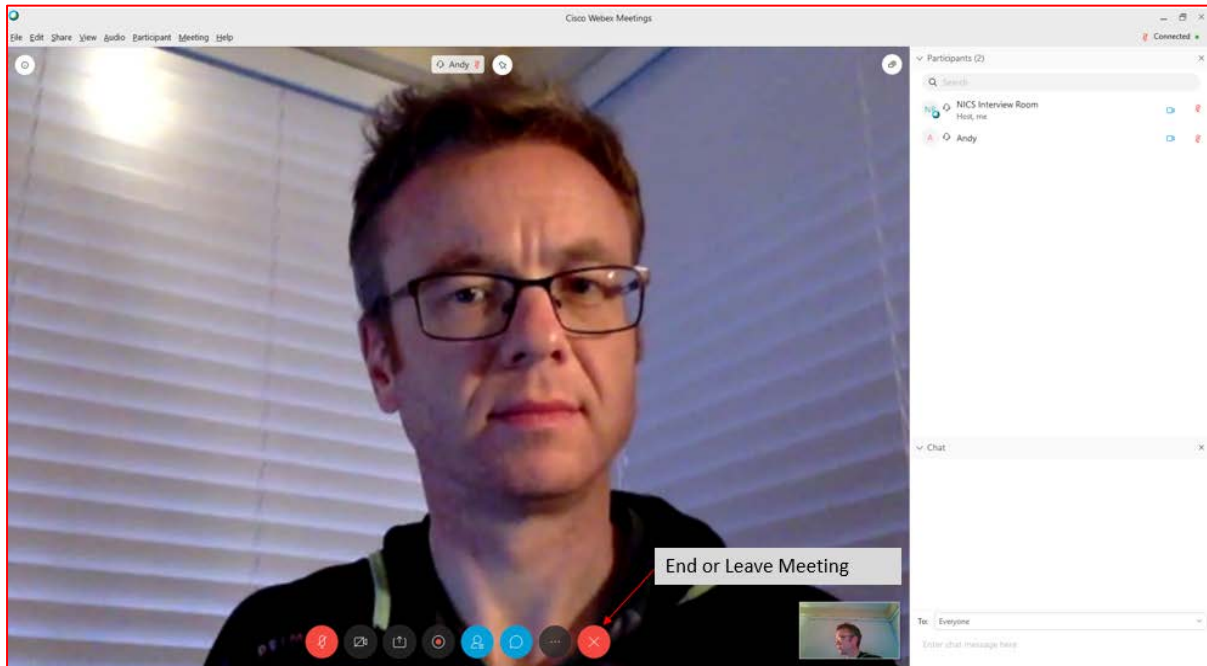 Cisco Webex Meetings
File Edit Share View Audio Participant Meeting Help
Connected
Andy
Participants (2)
Search
NICS Interview Room
Host, me
A Andy
Chat
End or Leave Meeting
To: Everyone
Enter chat message here